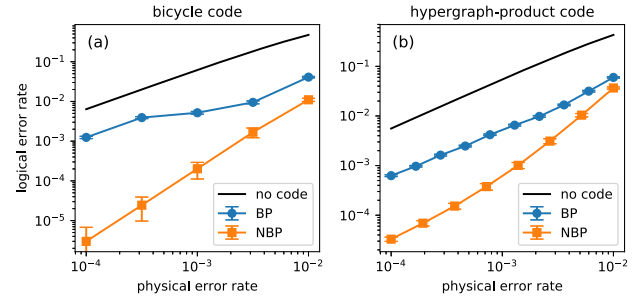 bicycle code
hypergraph-product code
(a)
(b)
logical error rate
10⁻¹
10⁻²
10⁻³
10⁻⁴
10⁻⁵
10⁻¹
10⁻²
10⁻³
10⁻⁴
no code
BP
NBP
no code
BP
NBP
10⁻⁴
10⁻³
10⁻²
10⁻⁴
10⁻³
10⁻²
physical error rate
physical error rate